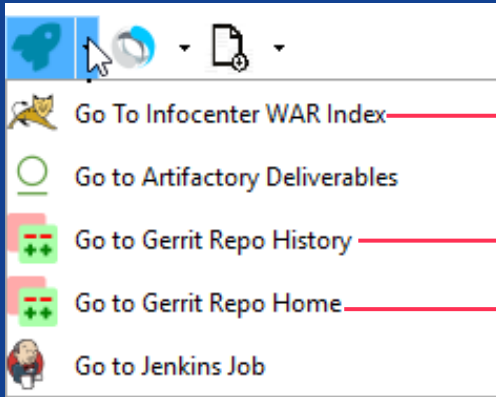 Go To Infocenter WAR Index
Go to Artifactory Deliverables
Go to Gerrit Repo History
Go to Gerrit Repo Home
Go to Jenkins Job